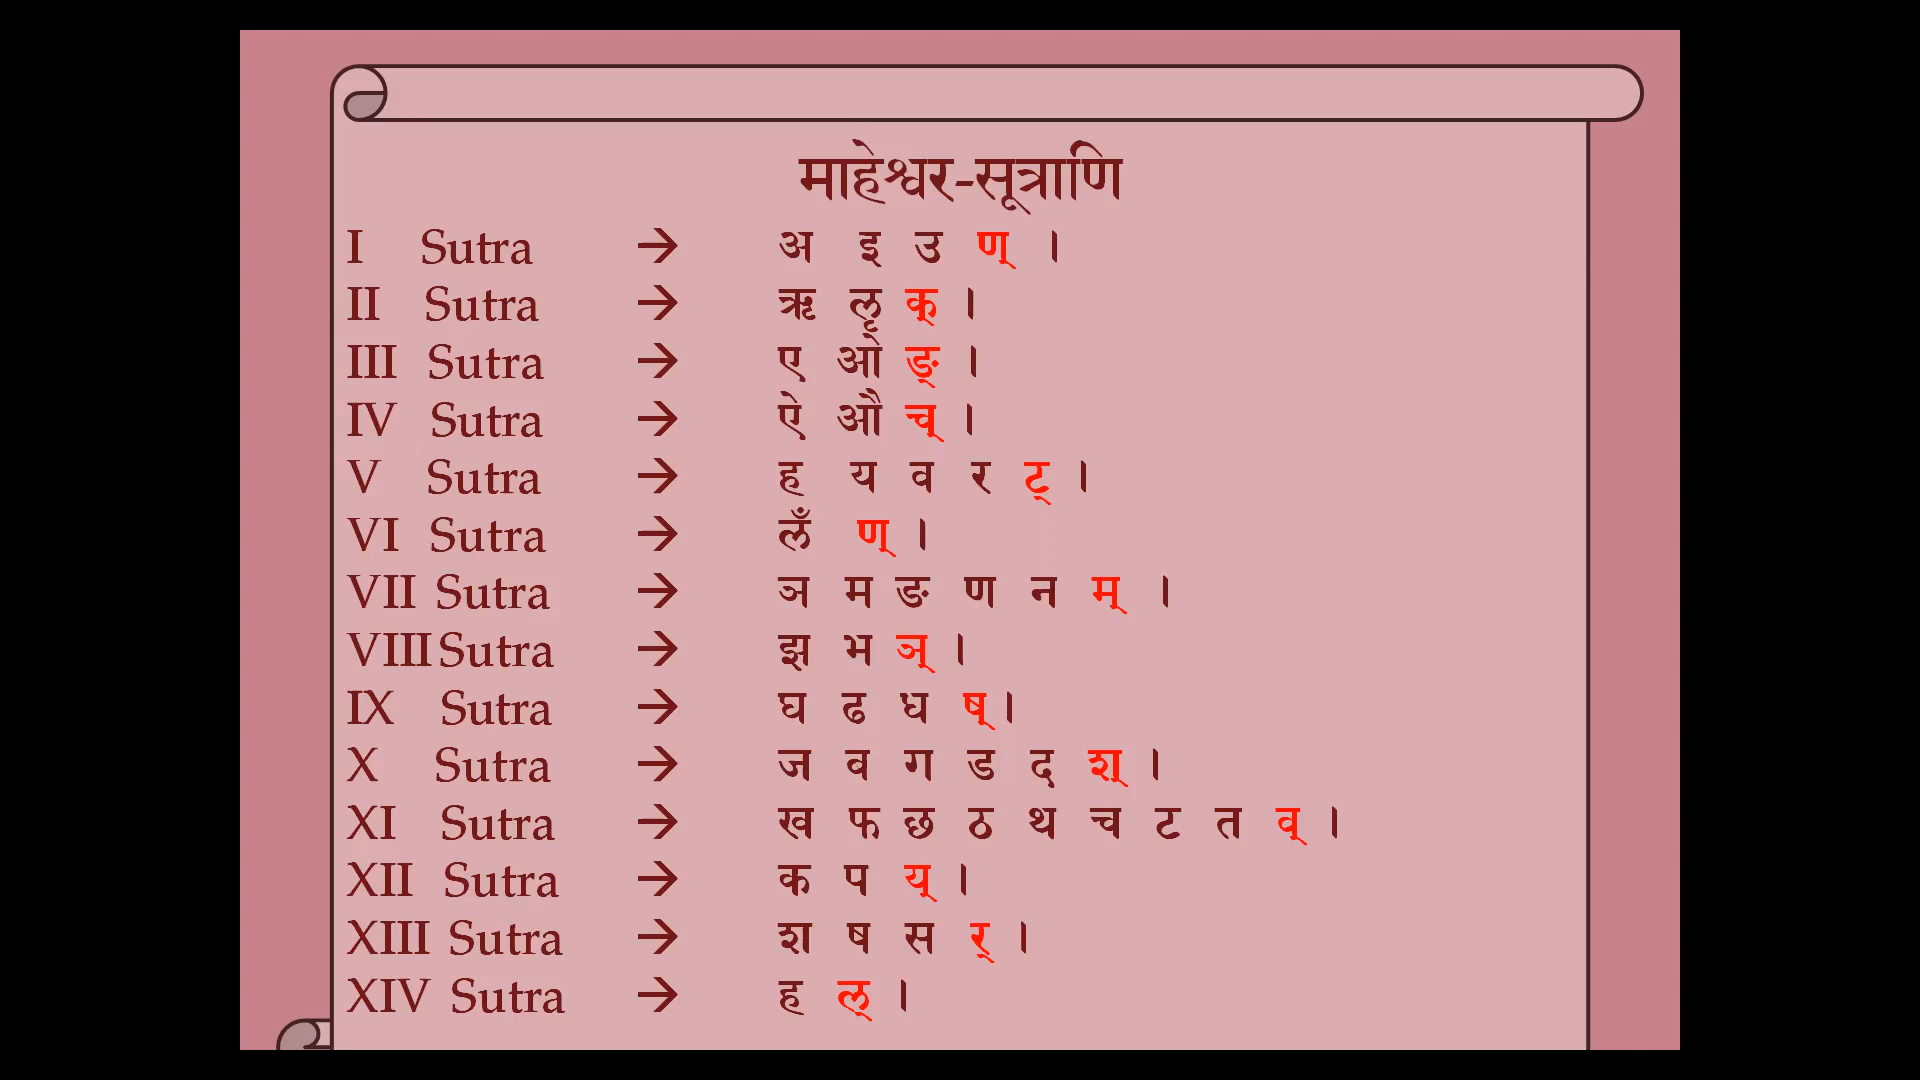 माहेश्वर-सूत्राणि
I Sutra → अ इ उ ण् ।
II Sutra → ऋ लृ क् ।
III Sutra → ए ओ ङ् ।
IV Sutra → ऐ औ च् ।
V Sutra → ह य व र ट् ।
VI Sutra → लँ ण् ।
VII Sutra → ञ म ङ ण न म् ।
VIII Sutra → झ भ ञ् ।
IX Sutra → घ ढ ध ष् ।
X Sutra → ज व ग ड द श् ।
XI Sutra → ख फ छ ठ थ च ट त व् ।
XII Sutra → क प य् ।
XIII Sutra → श ष स र् ।
XIV Sutra → ह ल् ।